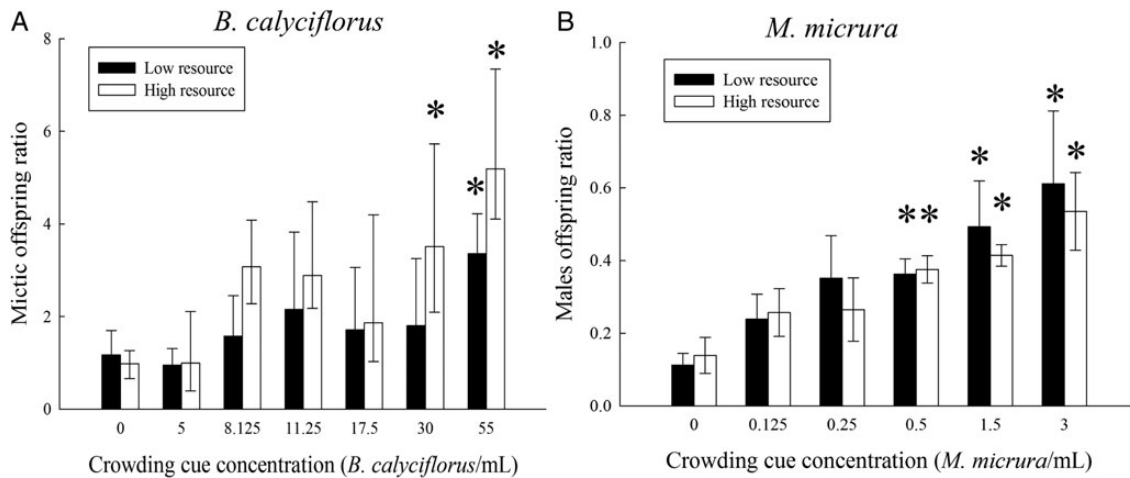 A
B. calyciflorus
8
6
4
2
0
Mictic offspring ratio
Low resource
High resource
*
*
*
0 5 8.125 11.25 17.5 30 55
Crowding cue concentration (B. calyciflorus/mL)
B
M. micrura
1.0
0.8
0.6
0.4
0.2
0.0
Males offspring ratio
Low resource
High resource
*
*
*
*
**
0 0.125 0.25 0.5 1.5 3
Crowding cue concentration (M. micrura/mL)